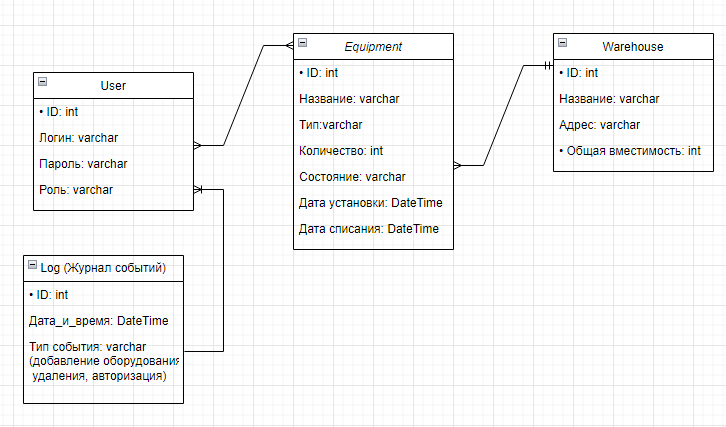 User
• ID: int
Логин: varchar
Пароль: varchar
Роль: varchar
Equipment
• ID: int
Название: varchar
Тип:varchar
Количество: int
Состояние: varchar
Дата установки: DateTime
Дата списания: DateTime
Warehouse
• ID: int
Название: varchar
Адрес: varchar
• Общая вместимость: int
Log (Журнал событий)
• ID: int
Дата_и_время: DateTime
Тип события: varchar
(добавление оборудования
удаления, авторизация)